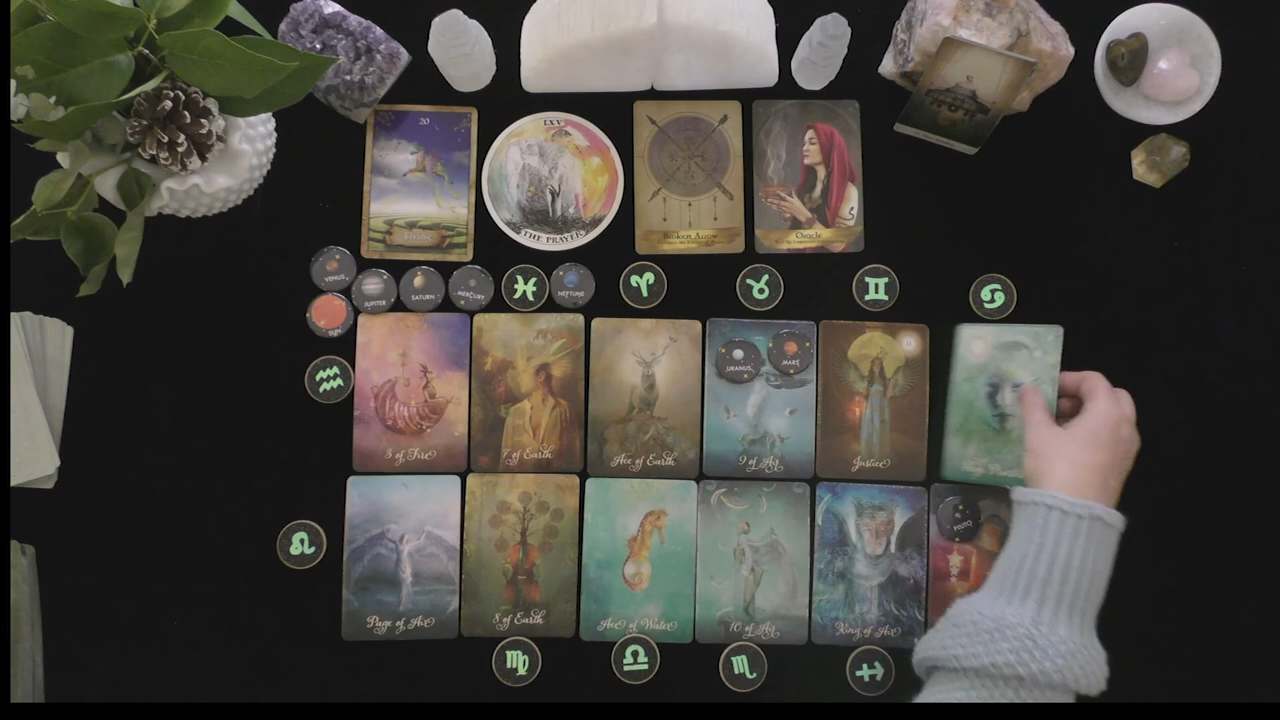 20
LXV
THE PRAYER
Broken Arrow
Oracle
VENUS
JUPITER
SATURN
MERCURY
NEPTUNE
SUN
URANUS
MARS
3 of Fire
7 of Earth
Ace of Earth
9 of Air
Justice
11
PLUTO
Page of Air
8 of Earth
Ace of Water
10 of Air
King of Air